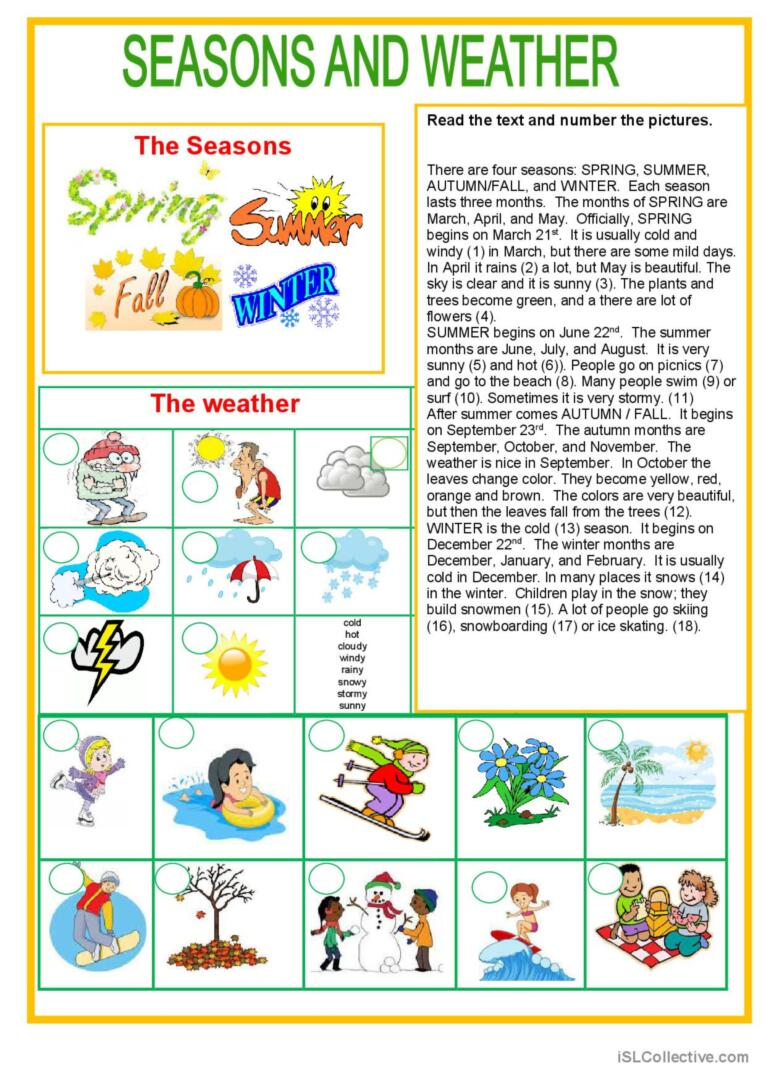 SEASONS AND WEATHER
The Seasons
Spring
Summer
Fall
WINTER
Read the text and number the pictures.
There are four seasons: SPRING, SUMMER,
AUTUMN/FALL, and WINTER. Each season
lasts three months. The months of SPRING are
March, April, and May. Officially, SPRING
begins on March 21st. It is usually cold and
windy (1) in March, but there are some mild days.
In April it rains (2) a lot, but May is beautiful. The
sky is clear and it is sunny (3). The plants and
trees become green, and a there are lot of
flowers (4).
SUMMER begins on June 22nd. The summer
months are June, July, and August. It is very
sunny (5) and hot (6)). People go on picnics (7)
and go to the beach (8). Many people swim (9) or
surf (10). Sometimes it is very stormy. (11)
After summer comes AUTUMN / FALL. It begins
on September 23rd. The autumn months are
September, October, and November. The
weather is nice in September. In October the
leaves change color. They become yellow, red,
orange and brown. The colors are very beautiful,
but then the leaves fall from the trees (12).
WINTER is the cold (13) season. It begins on
December 22nd. The winter months are
December, January, and February. It is usually
cold in December. In many places it snows (14)
in the winter. Children play in the snow; they
build snowmen (15). A lot of people go skiing
(16), snowboarding (17) or ice skating. (18).
The weather
cold
hot
cloudy
windy
rainy
snowy
stormy
sunny
iSLCollective.com